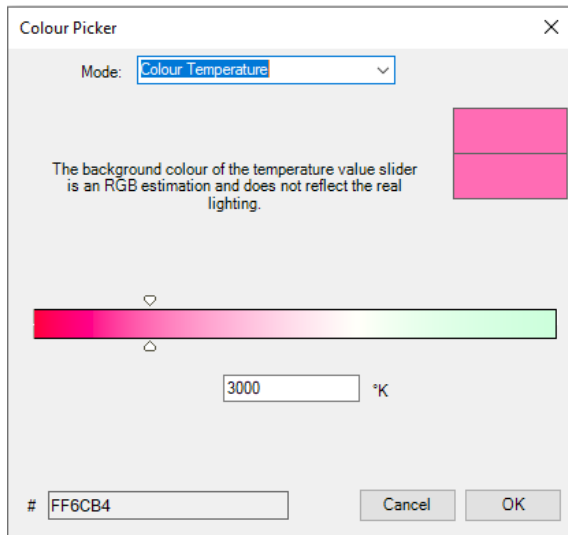 Colour Picker
Mode: Colour Temperature
The background colour of the temperature value slider
is an RGB estimation and does not reflect the real
lighting.
3000 °K
# FF6CB4 Cancel OK